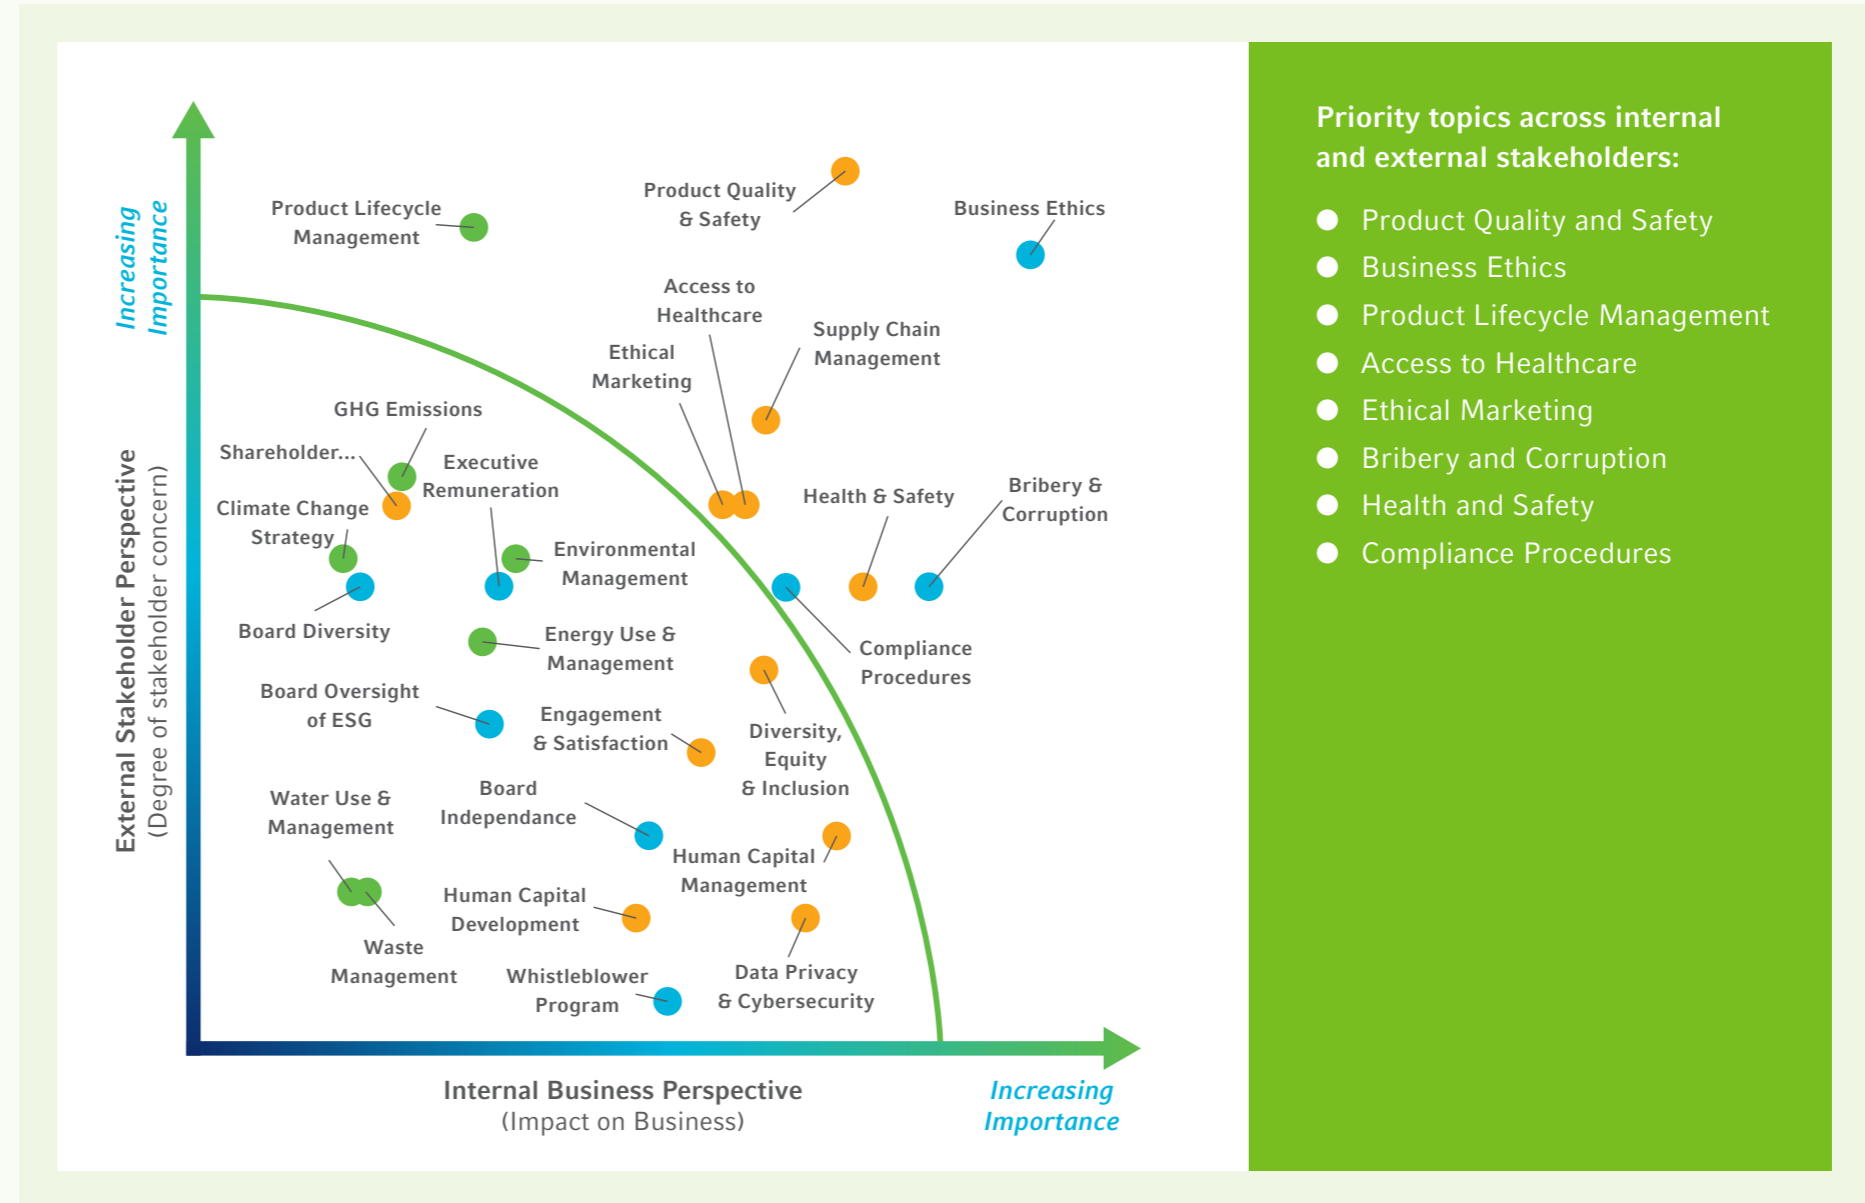 Increasing
Importance
External Stakeholder Perspective
(Degree of stakeholder concern)
Product Lifecycle
Management
Product Quality
& Safety
Business Ethics
Access to
Healthcare
Supply Chain
Management
Ethical
Marketing
GHG Emissions
Shareholder...
Executive
Remuneration
Climate Change
Strategy
Health & Safety
Bribery &
Corruption
Environmental
Management
Board Diversity
Energy Use &
Management
Compliance
Procedures
Board Oversight
of ESG
Engagement
& Satisfaction
Diversity,
Equity
& Inclusion
Water Use &
Management
Board
Independance
Human Capital
Management
Human Capital
Development
Waste
Management
Whistleblower
Program
Data Privacy
& Cybersecurity
Internal Business Perspective
(Impact on Business)
Increasing
Importance
Priority topics across internal
and external stakeholders:
Product Quality and Safety
Business Ethics
Product Lifecycle Management
Access to Healthcare
Ethical Marketing
Bribery and Corruption
Health and Safety
Compliance Procedures